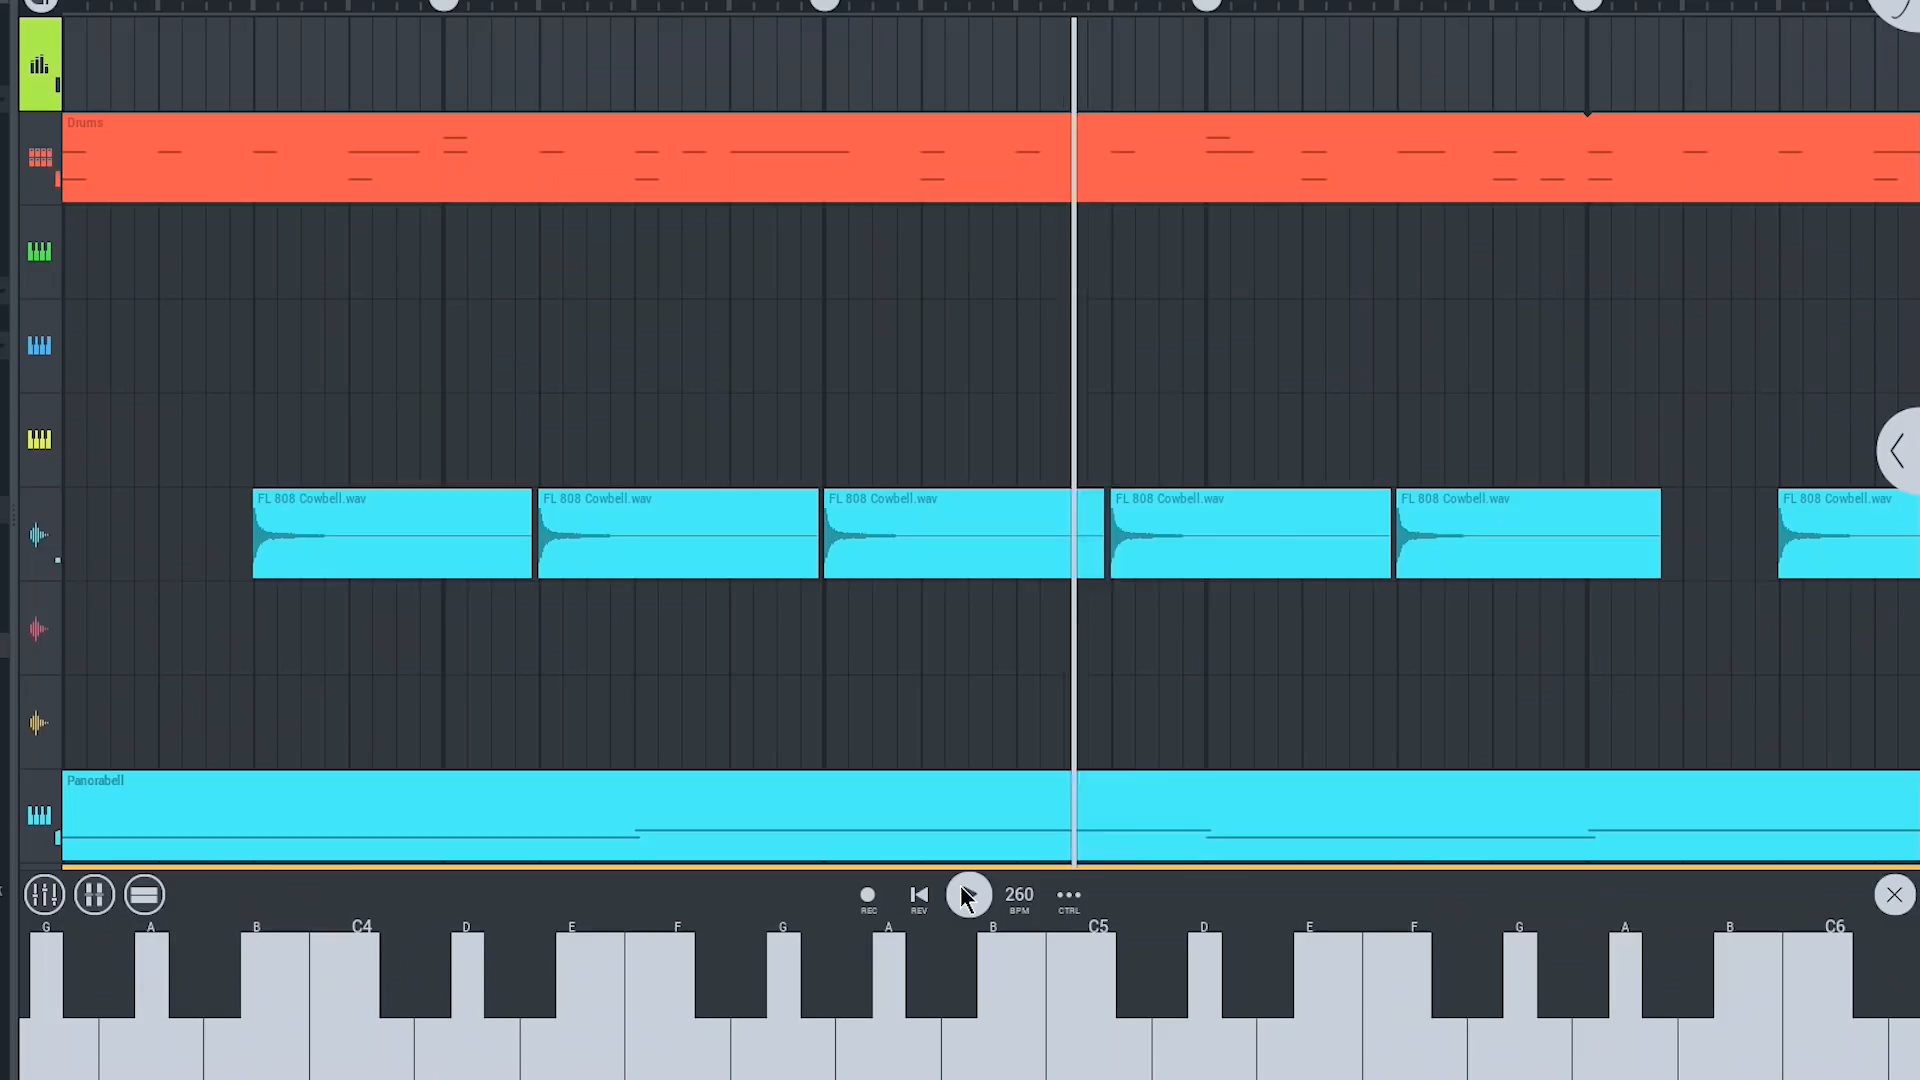 Drums
FL 808 Cowbell.wav FL 808 Cowbell.wav FL 808 Cowbell.wav FL 808 Cowbell.wav FL 808 Cowbell.wav FL 808 Cowbell.wav
Panorabell
260
REC REV BPM CTRL
G A B C4 D E F G A B C5 D E F G A B C6